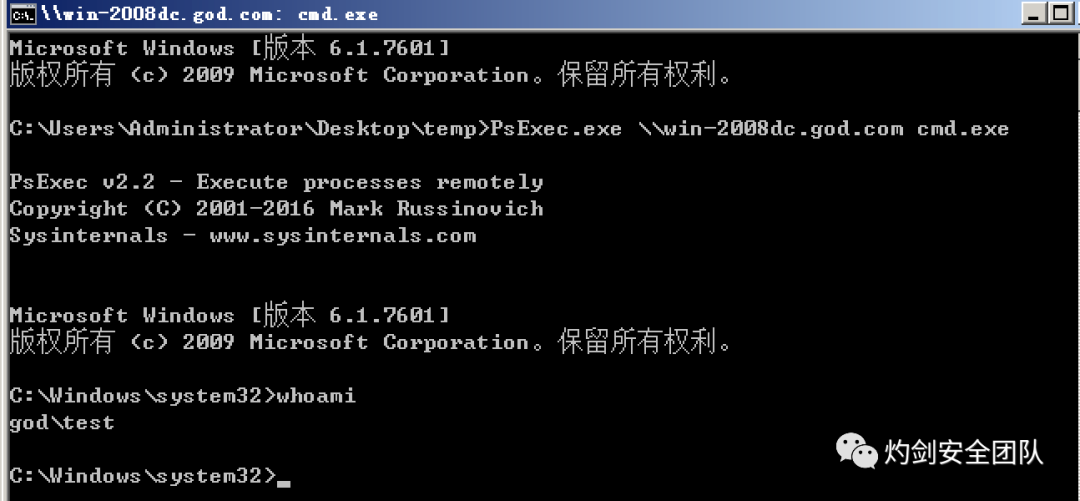 \\win-2008dc.god.com: cmd.exe
Microsoft Windows [版本 6.1.7601]
版权所有 (c) 2009 Microsoft Corporation。保留所有权利。
C:\Users\Administrator\Desktop\temp>PsExec.exe \\win-2008dc.god.com cmd.exe
PsExec v2.2 - Execute processes remotely
Copyright (C) 2001-2016 Mark Russinovich
Sysinternals - www.sysinternals.com
Microsoft Windows [版本 6.1.7601]
版权所有 (c) 2009 Microsoft Corporation。保留所有权利。
C:\Windows\system32>whoami
god\test
C:\Windows\system32>_
灼剑安全团队